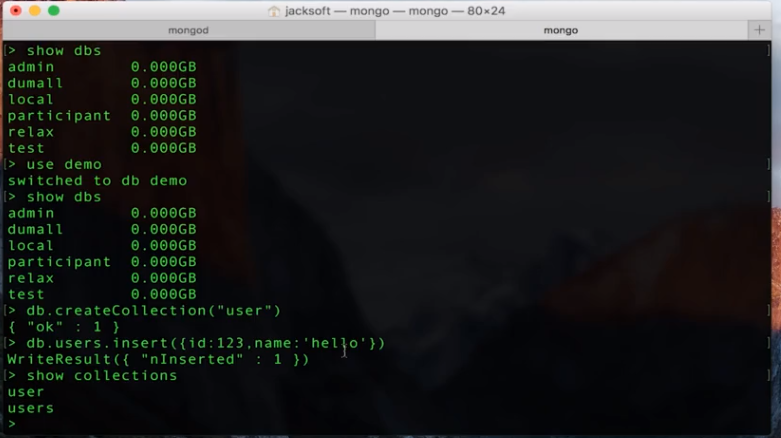 jacksoft — mongo — mongo — 80×24
mongod
mongo
> show dbs
admin 0.000GB
dumall 0.000GB
local 0.000GB
participant 0.000GB
relax 0.000GB
test 0.000GB
> use demo
switched to db demo
> show dbs
admin 0.000GB
dumall 0.000GB
local 0.000GB
participant 0.000GB
relax 0.000GB
test 0.000GB
> db.createCollection("user")
{ "ok" : 1 }
> db.users.insert({id:123,name:'hello'})
WriteResult({ "nInserted" : 1 })
> show collections
user
users
>